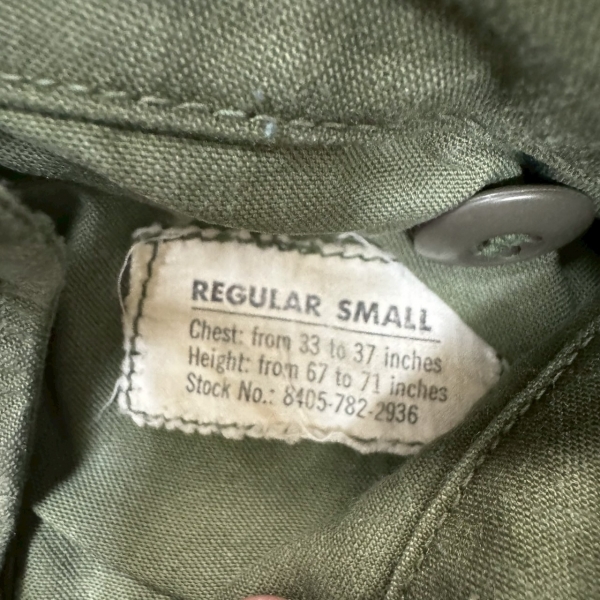 REGULAR SMALL
Chest: from 33 to 37 inches
Height: from 67 to 71 inches
Stock No.: 8405-782-2936